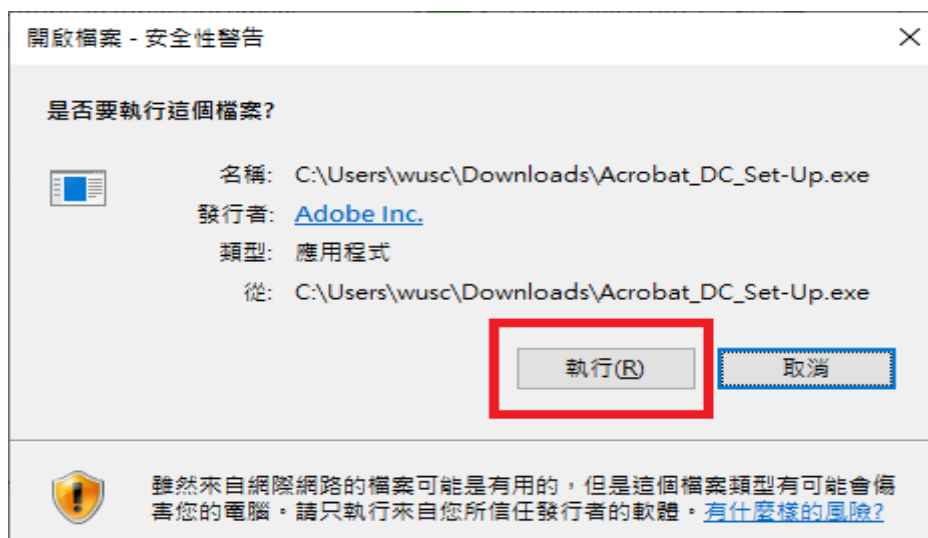 開啟檔案 - 安全性警告
是否要執行這個檔案?
名稱: C:\Users\wusc\Downloads\Acrobat_DC_Set-Up.exe
發行者: Adobe Inc.
類型: 應用程式
從: C:\Users\wusc\Downloads\Acrobat_DC_Set-Up.exe
執行(R) 取消
雖然來自網際網路的檔案可能是有用的，但是這個檔案類型有可能會傷
害您的電腦。請只執行來自您所信任發行者的軟體。有什麼樣的風險?